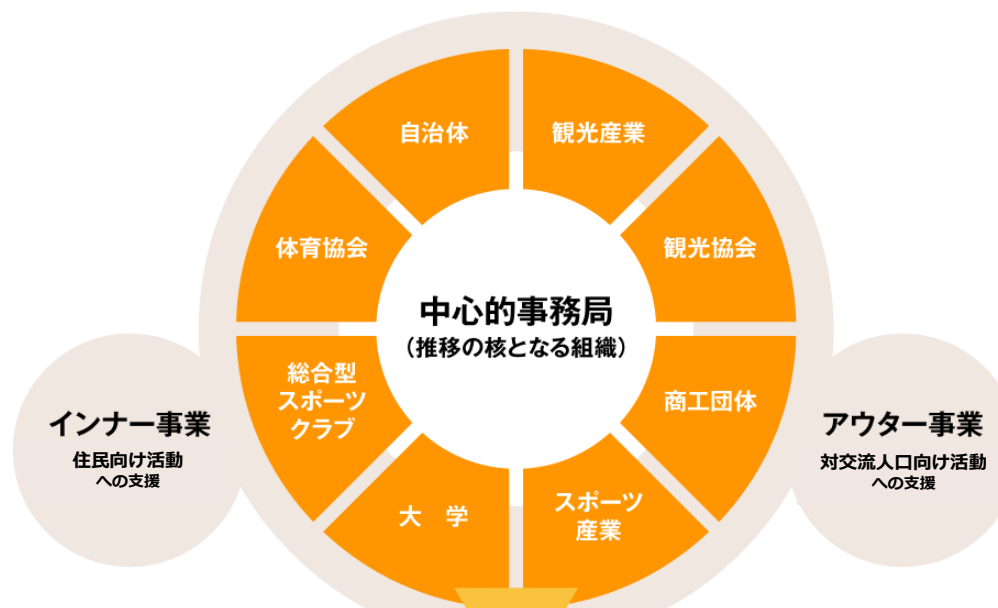 自治体
観光産業
体育協会
観光協会
中心的事務局
（推移の核となる組織）
総合型
スポーツ
クラブ
商工団体
インナー事業
住民向け活動
への支援
アウター事業
対交流人口向け活動
への支援
大　学
スポーツ
産業